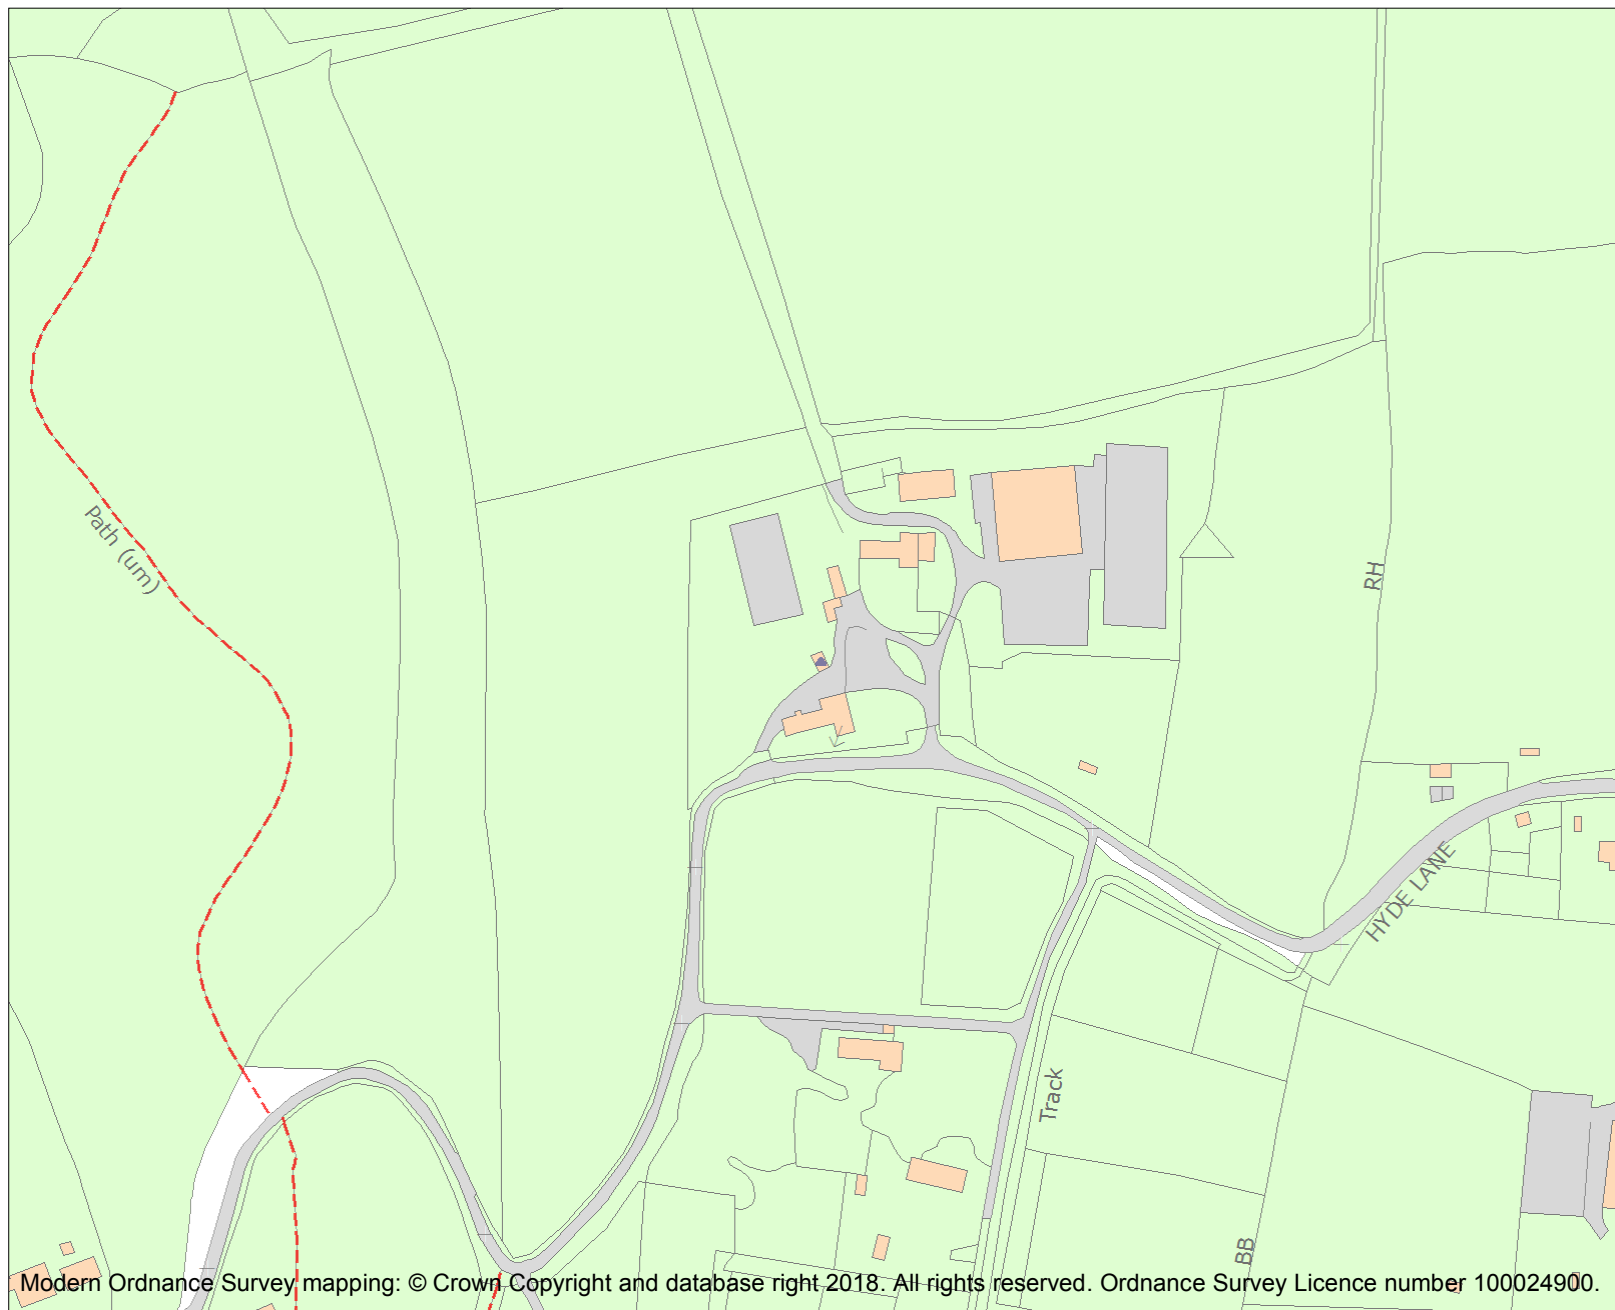 Path (um)
RH
HYDE LANE
Track
BB
Modern Ordnance Survey mapping: © Crown Copyright and database right 2018. All rights reserved. Ordnance Survey Licence number 100024900.